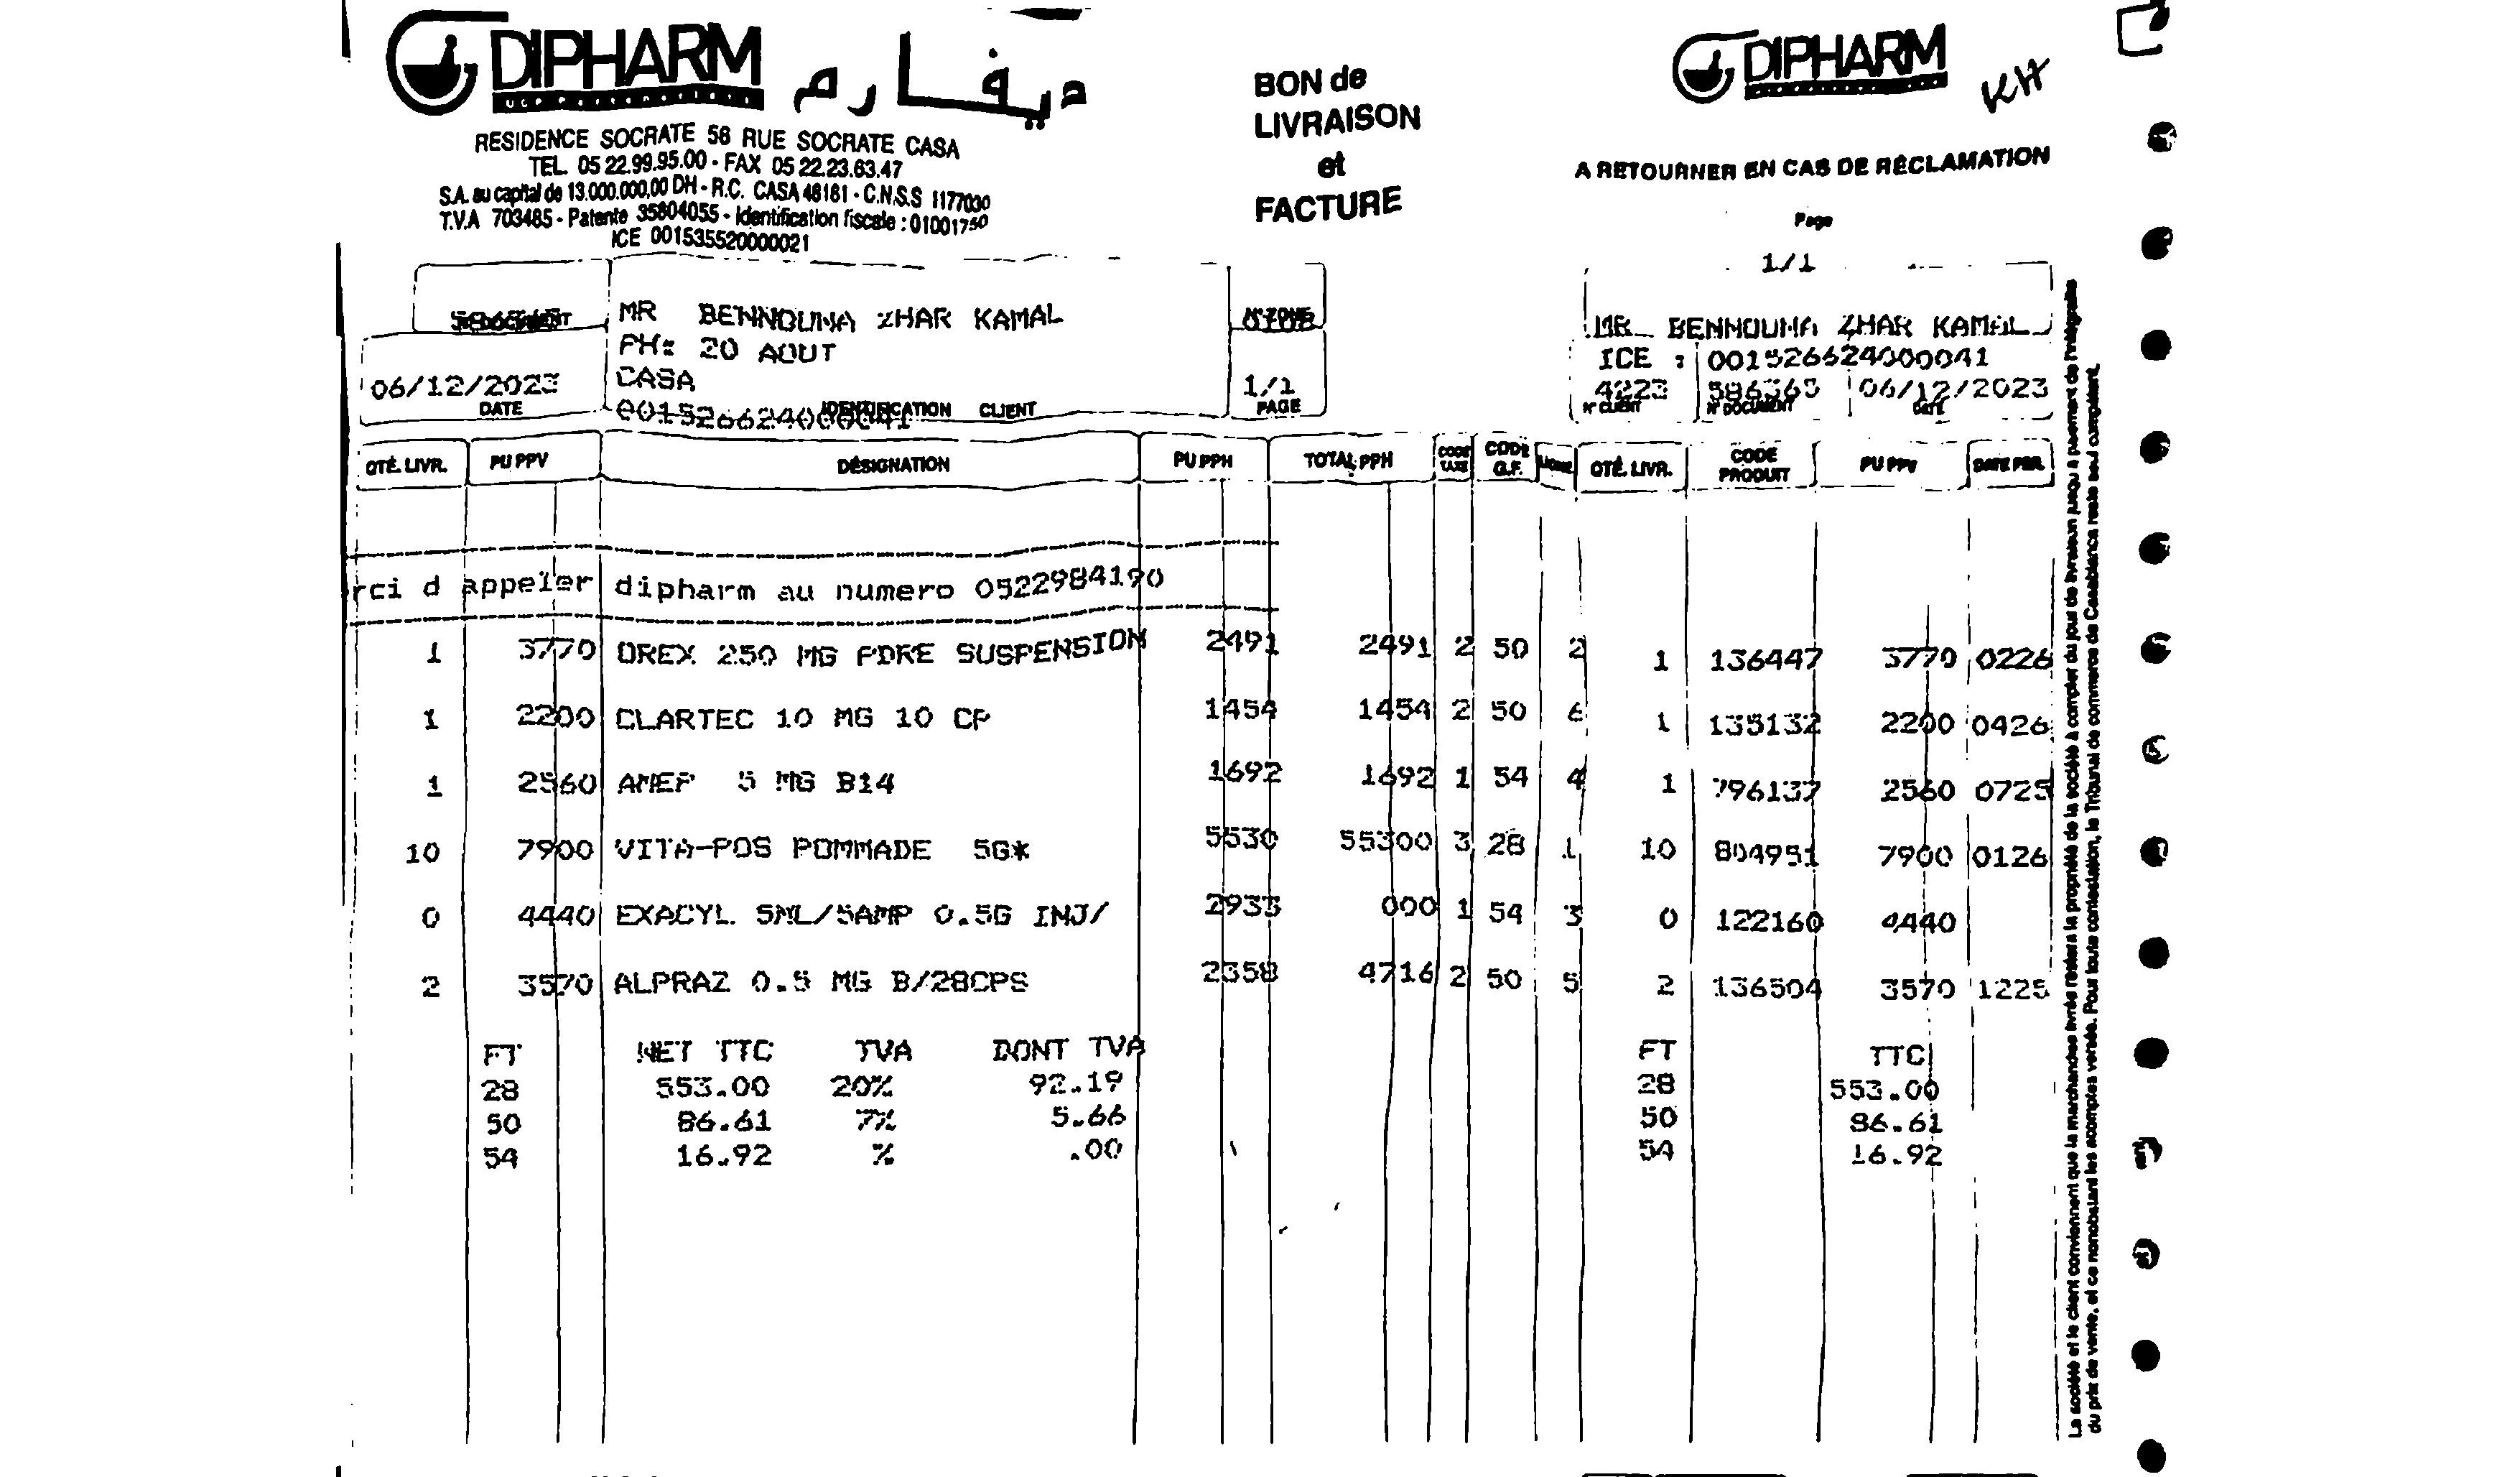 DIPHARM ديفارم
UGP Partenaires
RESIDENCE SOCRATE 58 RUE SOCRATE CASA
TEL. 05 22.99.95.00 - FAX 05 22.23.63.47
S.A. au capital de 13.000.000,00 DH - R.C. CASA 48181 - C.N.S.S 1177030
T.V.A 703485 - Patente 35804055 - Identification fiscale : 01001750
ICE 001535520000021
BON de
LIVRAISON
et
FACTURE
DIPHARM
KH
A RETOURNER EN CAS DE RÉCLAMATION
Page
1/1
MR BENNOUNA ZHAR KAMAL
PH: 20 AOUT
CASA
001526624000041
IDENTIFICATION CLIENT
06/12/2023
DATE
N° ZONE
1/1
PAGE
MR BENNOUNA ZHAR KAMAL
ICE : 001526624000041
4223 586365 06/12/2023
N° CLIENT N° DOCUMENT DATE
QTÉ. LIVR. PU PPV DÉSIGNATION PU PPH TOTAL PPH CODE TAXE CODE G.F. LIGNE QTÉ. LIVR. CODE PRODUIT PU PPV DATE PER.
rci d appeler dipharm au numero 0522984190
1 3770 OREX 250 MG PDRE SUSPENSION 2491 2491 2 50 2 1 136447 3770 0226
1 2200 CLARTEC 10 MG 10 CP 1454 1454 2 50 6 1 135132 2200 0426
1 2560 AMEP 5 MG B14 1692 1692 1 54 4 1 796137 2560 0725
10 7900 VITA-POS POMMADE 5G* 5530 55300 3 28 1 10 804951 7900 0126
0 4440 EXACYL 5ML/5AMP 0.5G INJ/ 2933 000 1 54 3 0 122160 4440
2 3570 ALPRAZ 0.5 MG B/28CPS 2358 4716 2 50 5 2 136504 3570 1225
FT NET TTC TVA DONT TVA FT TTC
28 553.00 20% 92.19 28 553.00
50 86.61 7% 5.66 50 86.61
54 16.92 % .00 54 16.92
La société et le client conviennent que la marchandise livrée restera la propriété de la société à compter du jour de livraison jusqu'à paiement de l'intégralité
du prix de vente, et ce nonobstant les acomptes versés. Pour toute contestation, le Tribunal de commerce de Casablanca reste seul compétent.